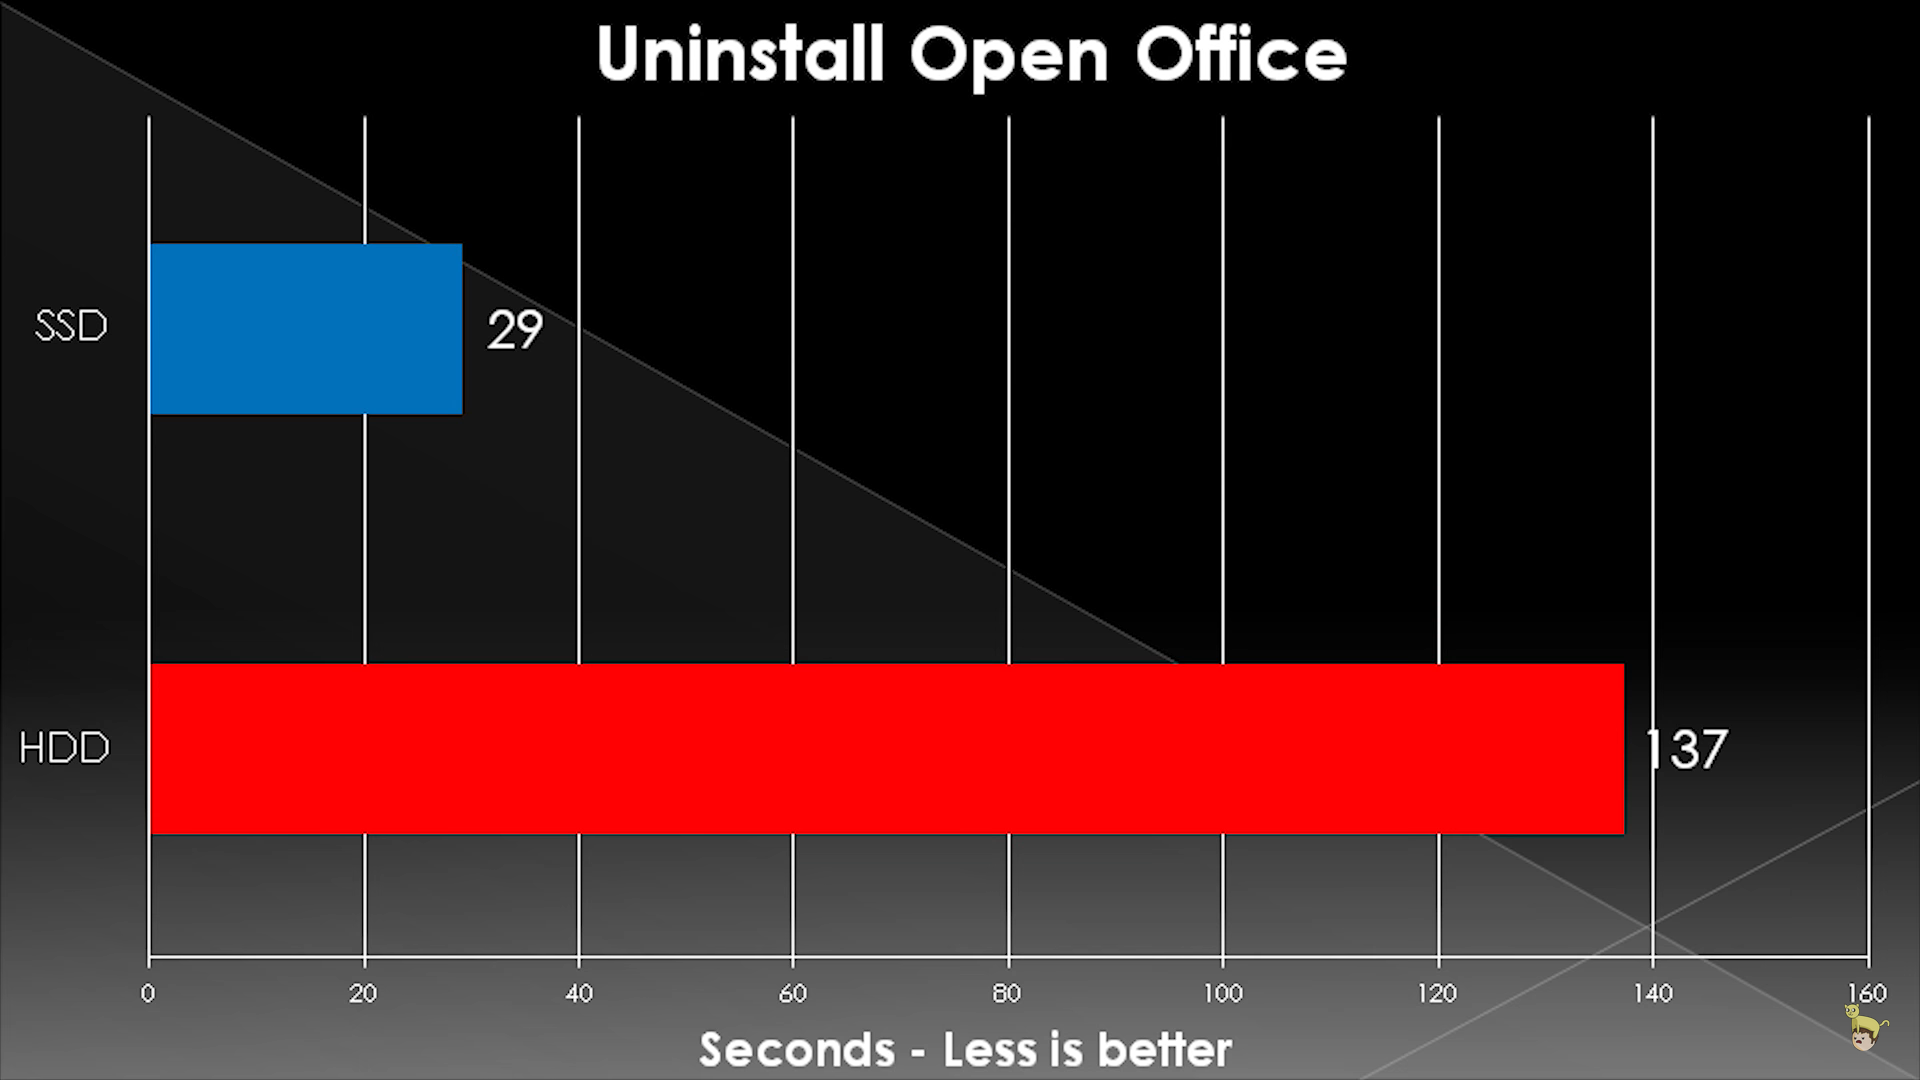 Uninstall Open Office
SSD
29
HDD
137
0 20 40 60 80 100 120 140 160
Seconds - Less is better